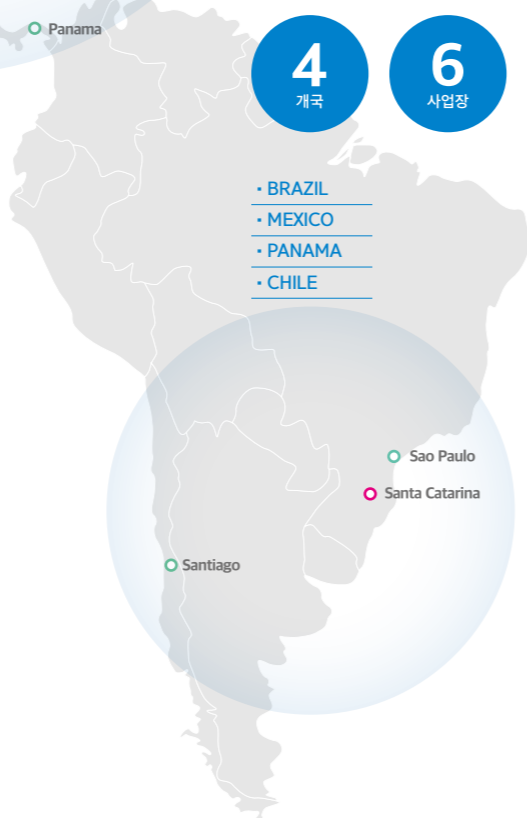 Panama
4
개국
6
사업장
· BRAZIL
· MEXICO
· PANAMA
· CHILE
Sao Paulo
Santa Catarina
Santiago